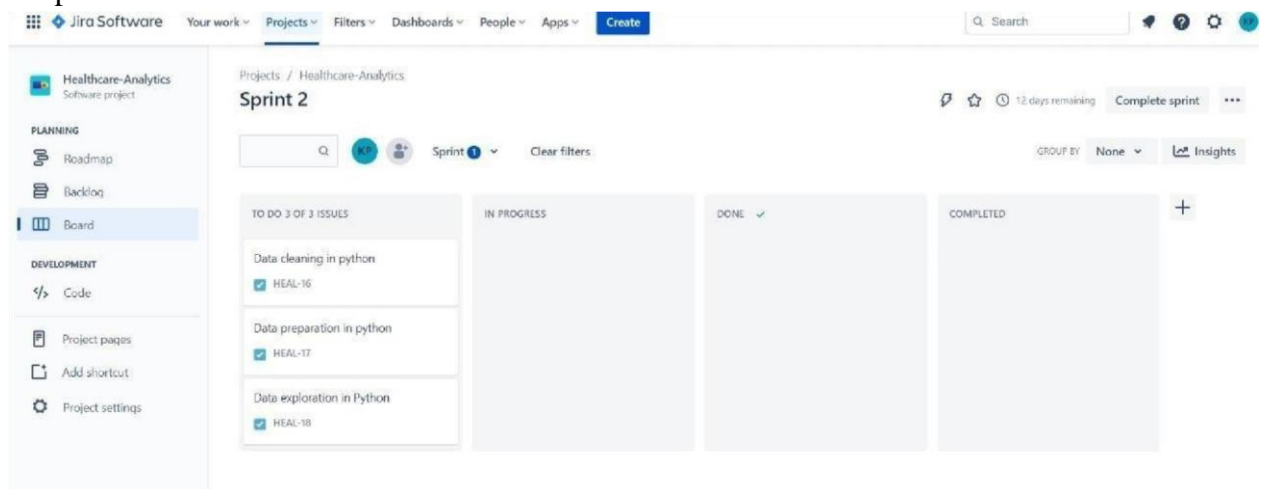 Jira Software Your work Projects Filters Dashboards People Apps Create Search
KP
Healthcare-Analytics
Software project
PLANNING
Roadmap
Backlog
Board
DEVELOPMENT
Code
Project pages
Add shortcut
Project settings
Projects / Healthcare-Analytics
Sprint 2
12 days remaining Complete sprint
KP Sprint 1 Clear filters
GROUP BY None Insights
TO DO 3 OF 3 ISSUES IN PROGRESS DONE COMPLETED
Data cleaning in python
HEAL-16
Data preparation in python
HEAL-17
Data exploration in Python
HEAL-18